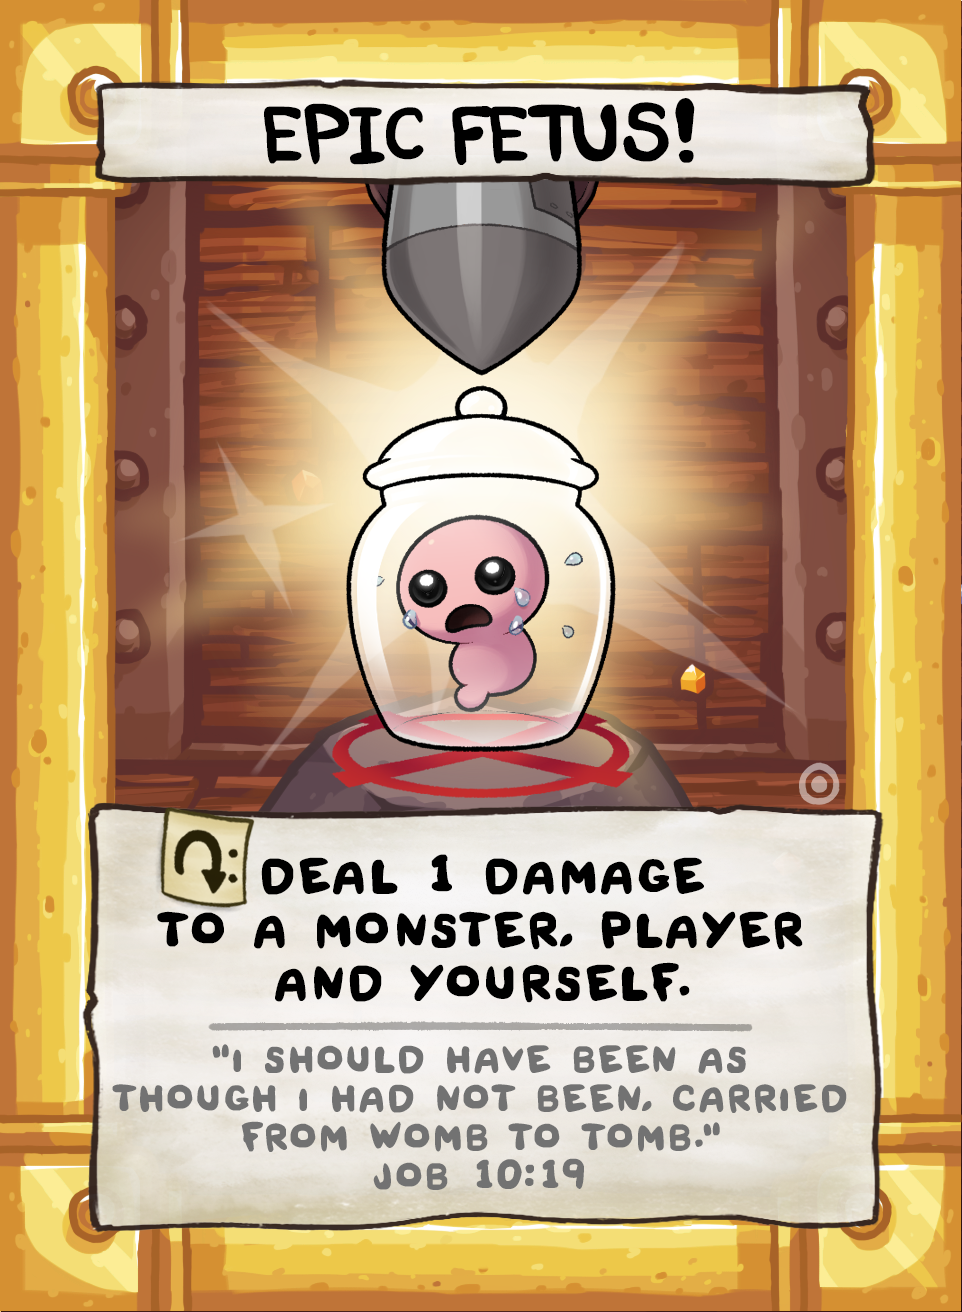 EPIC FETUS!
DEAL 1 DAMAGE
TO A MONSTER, PLAYER
AND YOURSELF.
"I SHOULD HAVE BEEN AS
THOUGH I HAD NOT BEEN, CARRIED
FROM WOMB TO TOMB."
JOB 10:19